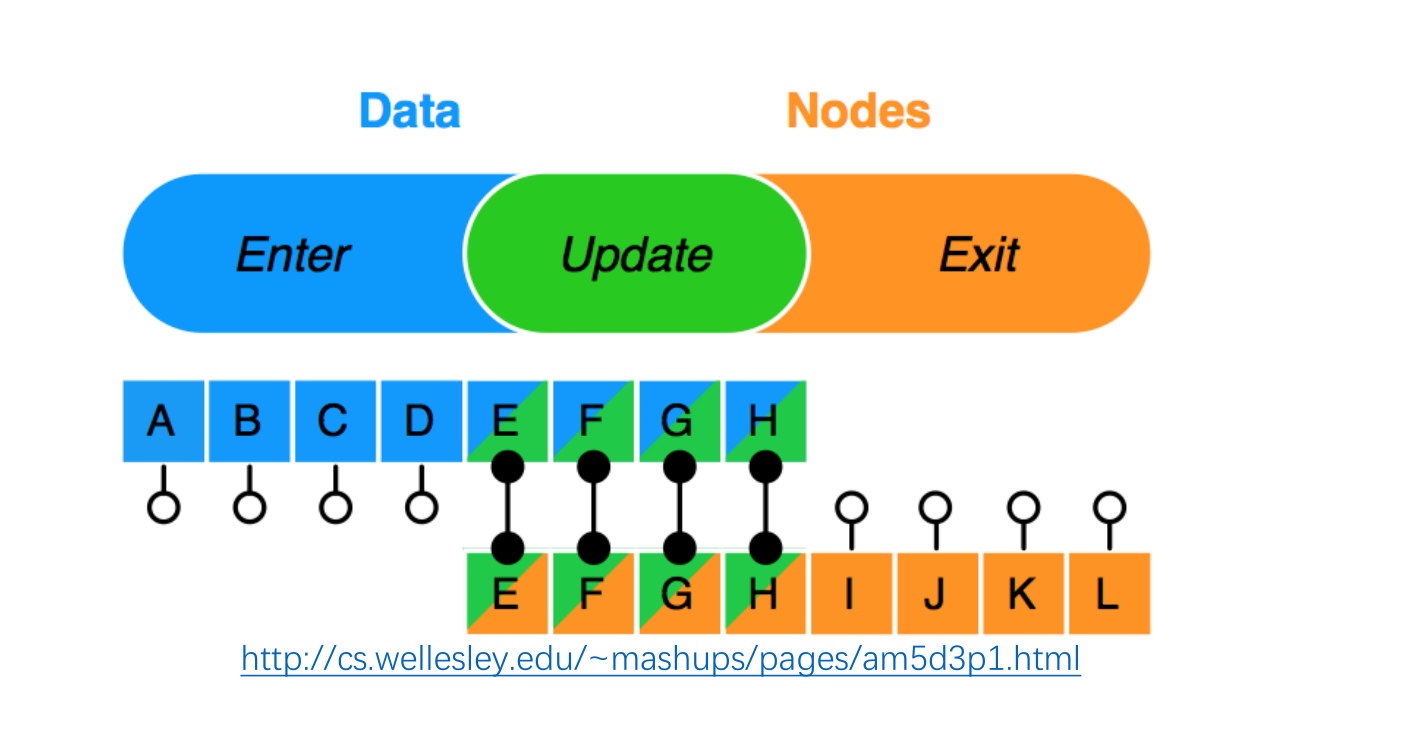 Data Nodes
Enter Update Exit
A B C D E F G H
E F G H I J K L
http://cs.wellesley.edu/~mashups/pages/am5d3p1.html